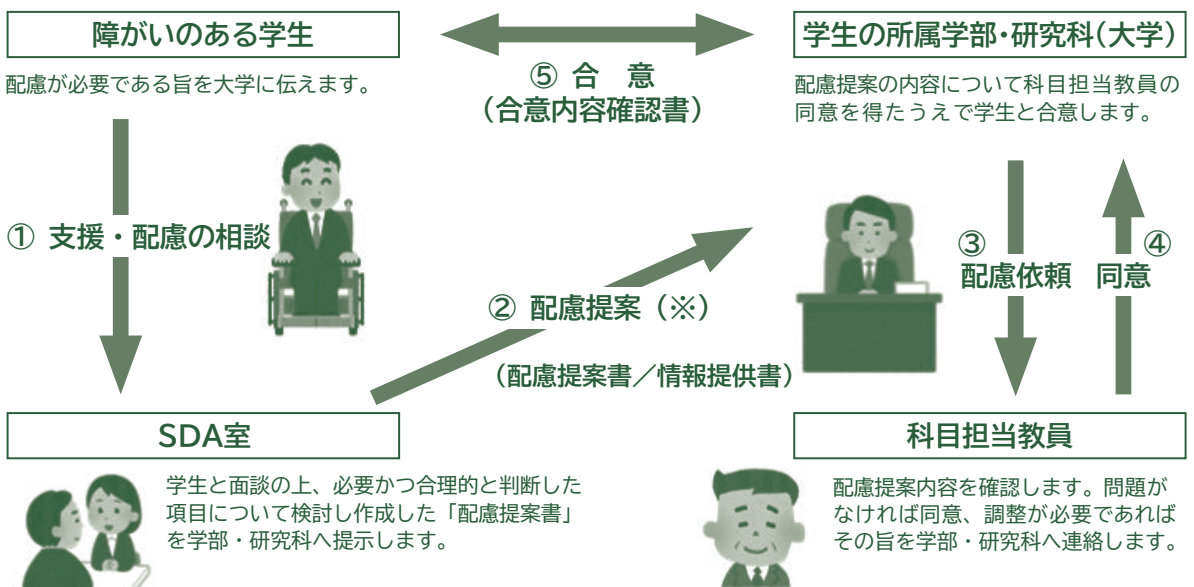 障がいのある学生
配慮が必要である旨を大学に伝えます。
学生の所属学部・研究科(大学)
配慮提案の内容について科目担当教員の
同意を得たうえで学生と合意します。
⑤ 合　意
(合意内容確認書)
① 支援・配慮の相談
② 配慮提案(※)
(配慮提案書／情報提供書)
③
配慮依頼
④
同意
SDA室
学生と面談の上、必要かつ合理的と判断した
項目について検討し作成した「配慮提案書」
を学部・研究科へ提示します。
科目担当教員
配慮提案内容を確認します。問題が
なければ同意、調整が必要であれば
その旨を学部・研究科へ連絡します。